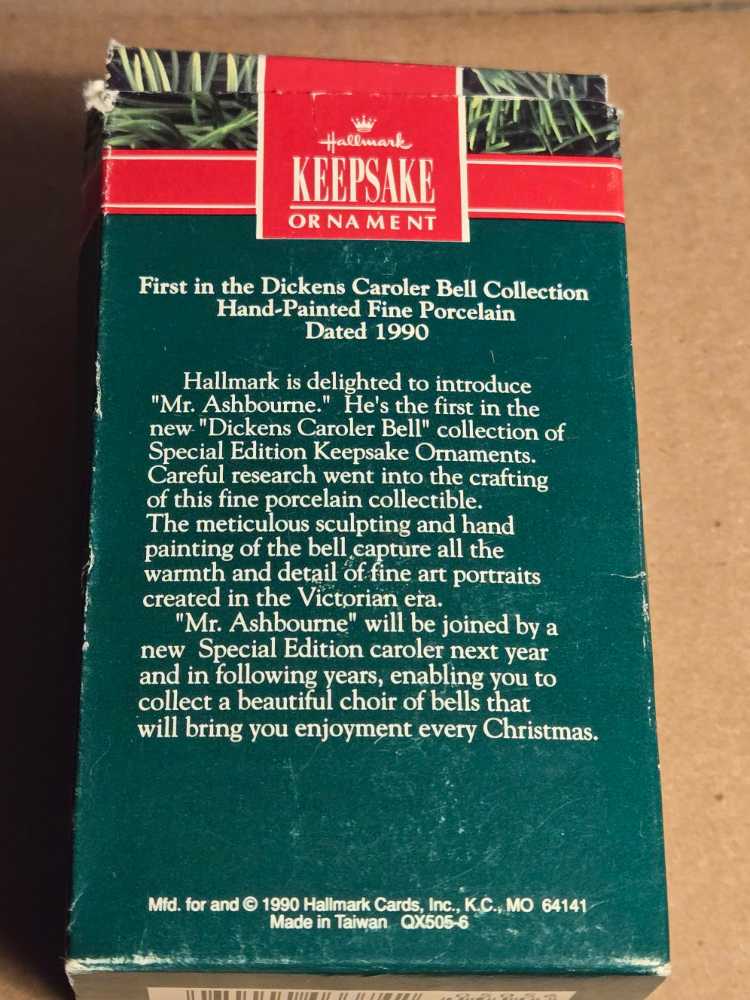 Hallmark
KEEPSAKE
ORNAMENT
First in the Dickens Caroler Bell Collection
Hand-Painted Fine Porcelain
Dated 1990
Hallmark is delighted to introduce
"Mr. Ashbourne." He's the first in the
new "Dickens Caroler Bell" collection of
Special Edition Keepsake Ornaments.
Careful research went into the crafting
of this fine porcelain collectible.
The meticulous sculpting and hand
painting of the bell capture all the
warmth and detail of fine art portraits
created in the Victorian era.
"Mr. Ashbourne" will be joined by a
new Special Edition caroler next year
and in following years, enabling you to
collect a beautiful choir of bells that
will bring you enjoyment every Christmas.
Mfd. for and © 1990 Hallmark Cards, Inc., K.C., MO 64141
Made in Taiwan QX505-6